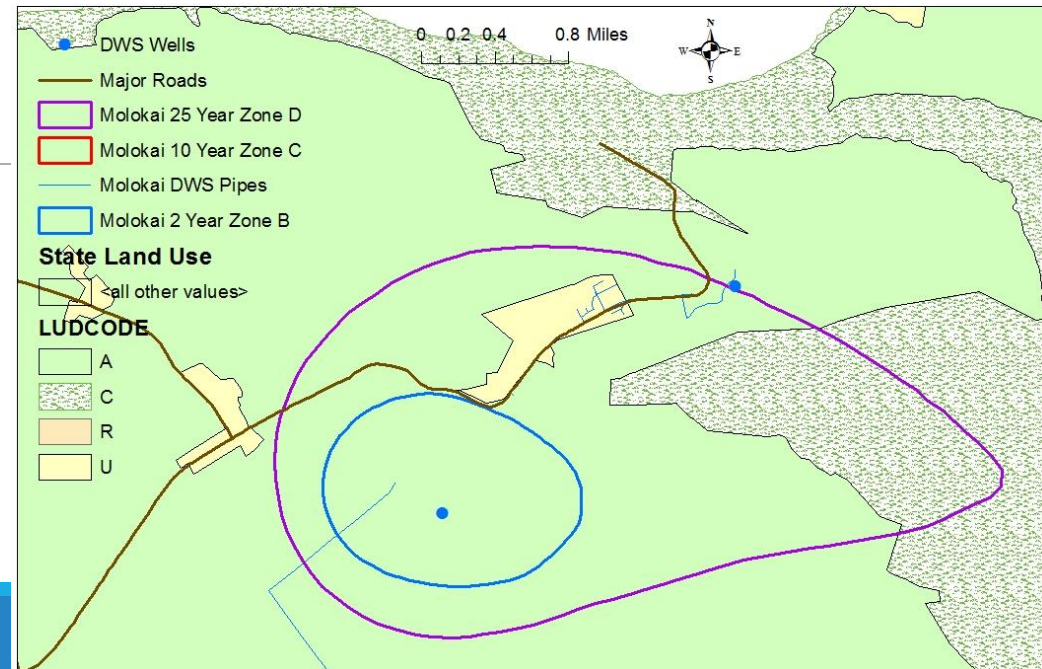 0 0.2 0.4 0.8 Miles
N
W E
S
DWS Wells
Major Roads
Molokai 25 Year Zone D
Molokai 10 Year Zone C
Molokai DWS Pipes
Molokai 2 Year Zone B
State Land Use
<all other values>
LUDCODE
A
C
R
U